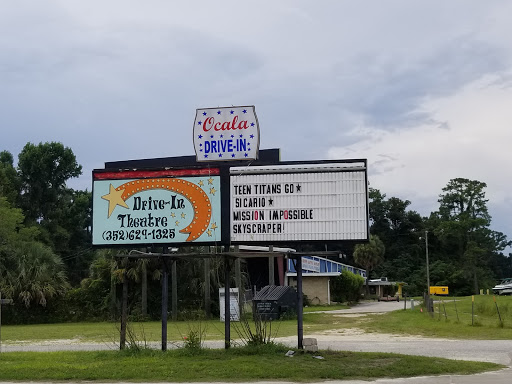 Ocala
DRIVE-IN:
Drive-In
Theatre
(352)629-1325
TEEN TITANS GO★
SICARIO★
MISSION IMPOSSIBLE
SKYSCRAPER!